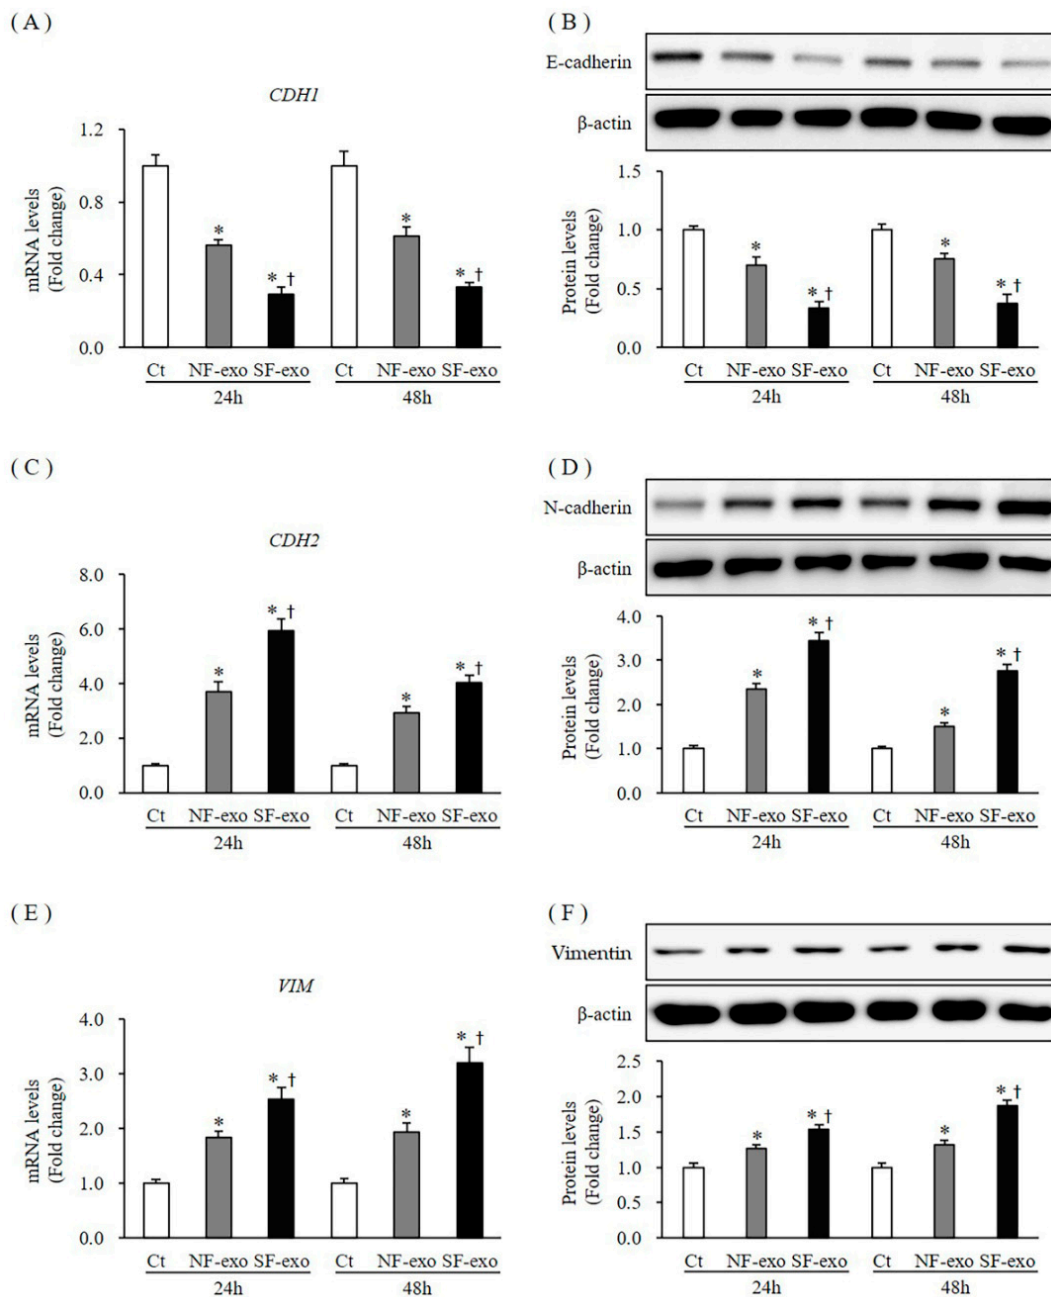 ( A )
CDH1
mRNA levels
(Fold change)
1.2
0.8
0.4
0.0
*
* †
*
* †
Ct NF-exo SF-exo Ct NF-exo SF-exo
24h 48h
( B )
E-cadherin
β-actin
Protein levels
(Fold change)
1.5
1.0
0.5
0.0
*
* †
*
* †
Ct NF-exo SF-exo Ct NF-exo SF-exo
24h 48h
( C )
CDH2
mRNA levels
(Fold change)
8.0
6.0
4.0
2.0
0.0
*
* †
*
* †
Ct NF-exo SF-exo Ct NF-exo SF-exo
24h 48h
( D )
N-cadherin
β-actin
Protein levels
(Fold change)
4.0
3.0
2.0
1.0
0.0
*
* †
*
* †
Ct NF-exo SF-exo Ct NF-exo SF-exo
24h 48h
( E )
VIM
mRNA levels
(Fold change)
4.0
3.0
2.0
1.0
0.0
*
* †
*
* †
Ct NF-exo SF-exo Ct NF-exo SF-exo
24h 48h
( F )
Vimentin
β-actin
Protein levels
(Fold change)
2.5
2.0
1.5
1.0
0.5
0.0
*
* †
*
* †
Ct NF-exo SF-exo Ct NF-exo SF-exo
24h 48h